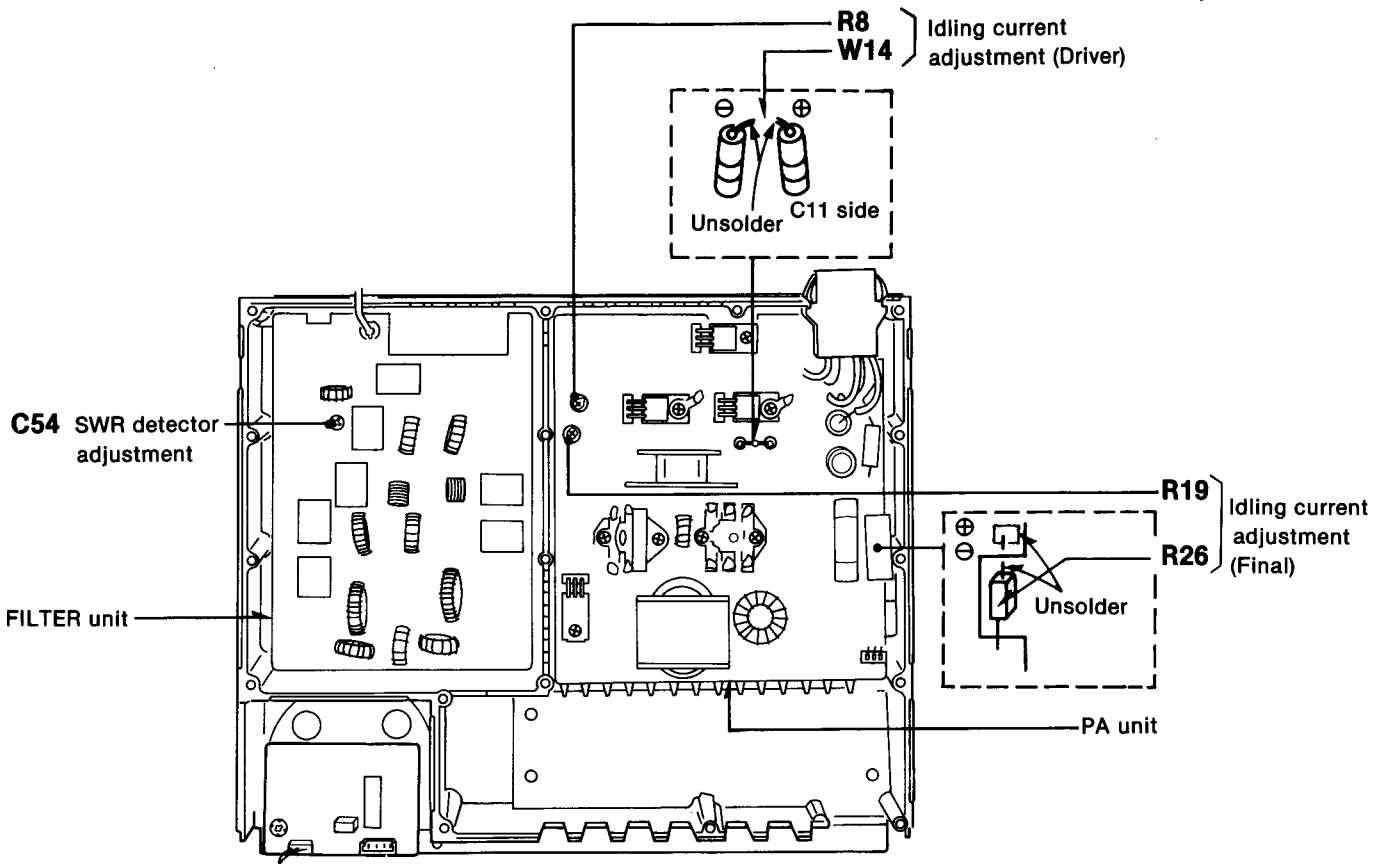 R8
W14
Idling current
adjustment (Driver)
⊖ ⊕
Unsolder
C11 side
C54 SWR detector
adjustment
R19
R26
Idling current
adjustment
(Final)
⊕
⊖
Unsolder
FILTER unit
PA unit